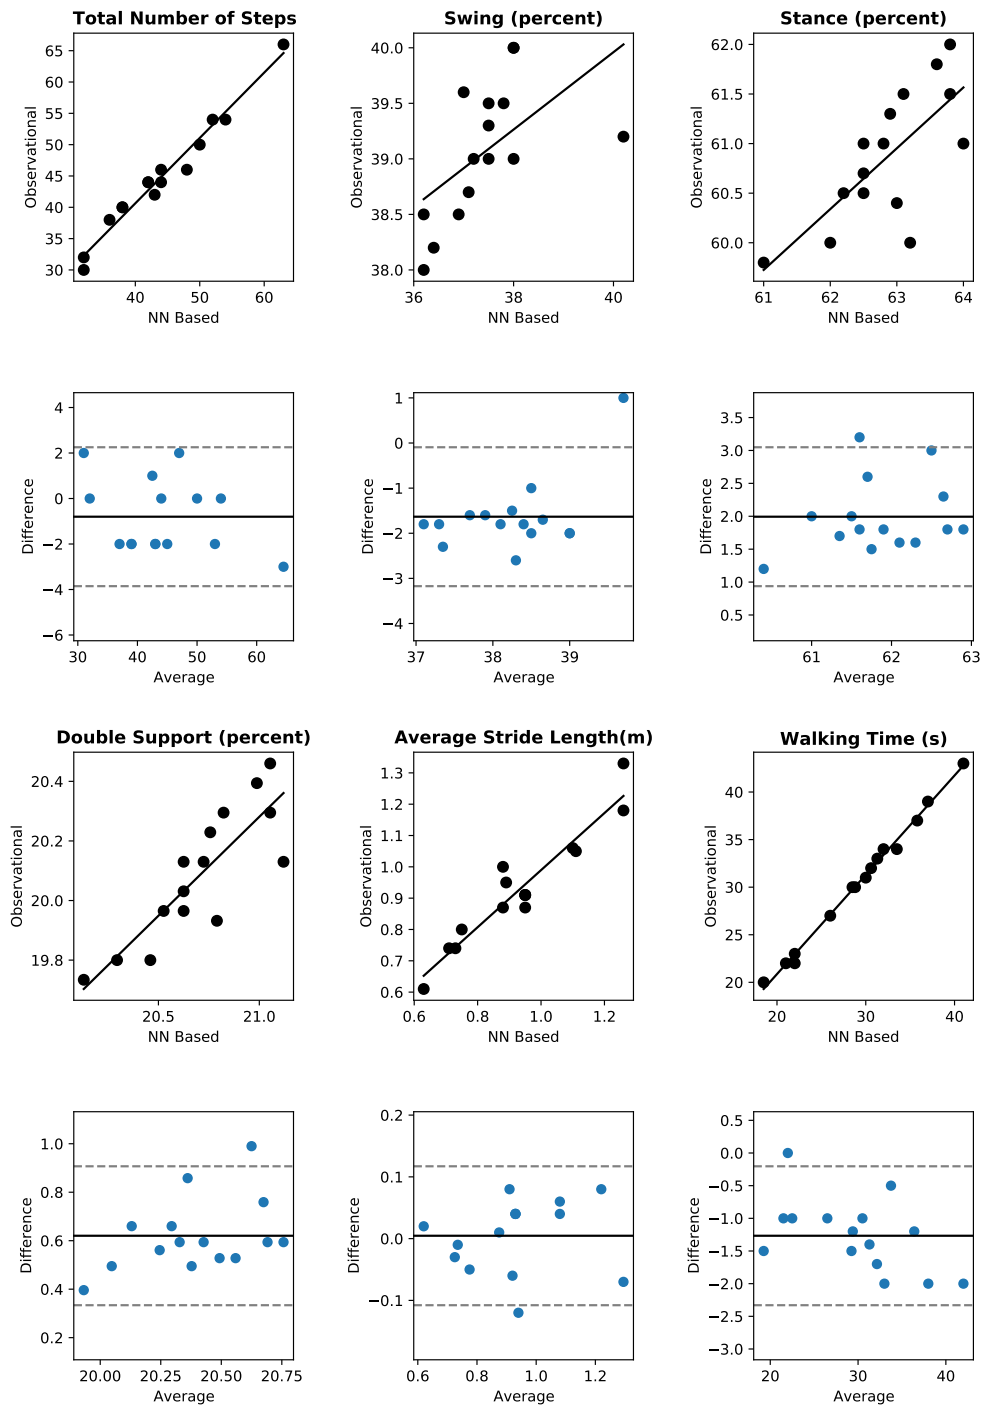 Total Number of Steps
Swing (percent)
Stance (percent)
65
60
55
50
45
40
35
30
Observational
40 50 60
NN Based
40.0
39.5
39.0
38.5
38.0
Observational
36 38 40
NN Based
62.0
61.5
61.0
60.5
60.0
Observational
61 62 63 64
NN Based
4
2
0
−2
−4
−6
Difference
30 40 50 60
Average
1
0
−1
−2
−3
−4
Difference
37 38 39
Average
3.5
3.0
2.5
2.0
1.5
1.0
0.5
Difference
61 62 63
Average
Double Support (percent)
Average Stride Length(m)
Walking Time (s)
20.4
20.2
20.0
19.8
Observational
20.5 21.0
NN Based
1.3
1.2
1.1
1.0
0.9
0.8
0.7
0.6
Observational
0.6 0.8 1.0 1.2
NN Based
40
35
30
25
20
Observational
20 30 40
NN Based
1.0
0.8
0.6
0.4
0.2
Difference
20.00 20.25 20.50 20.75
Average
0.2
0.1
0.0
−0.1
Difference
0.6 0.8 1.0 1.2
Average
0.5
0.0
−0.5
−1.0
−1.5
−2.0
−2.5
−3.0
Difference
20 30 40
Average